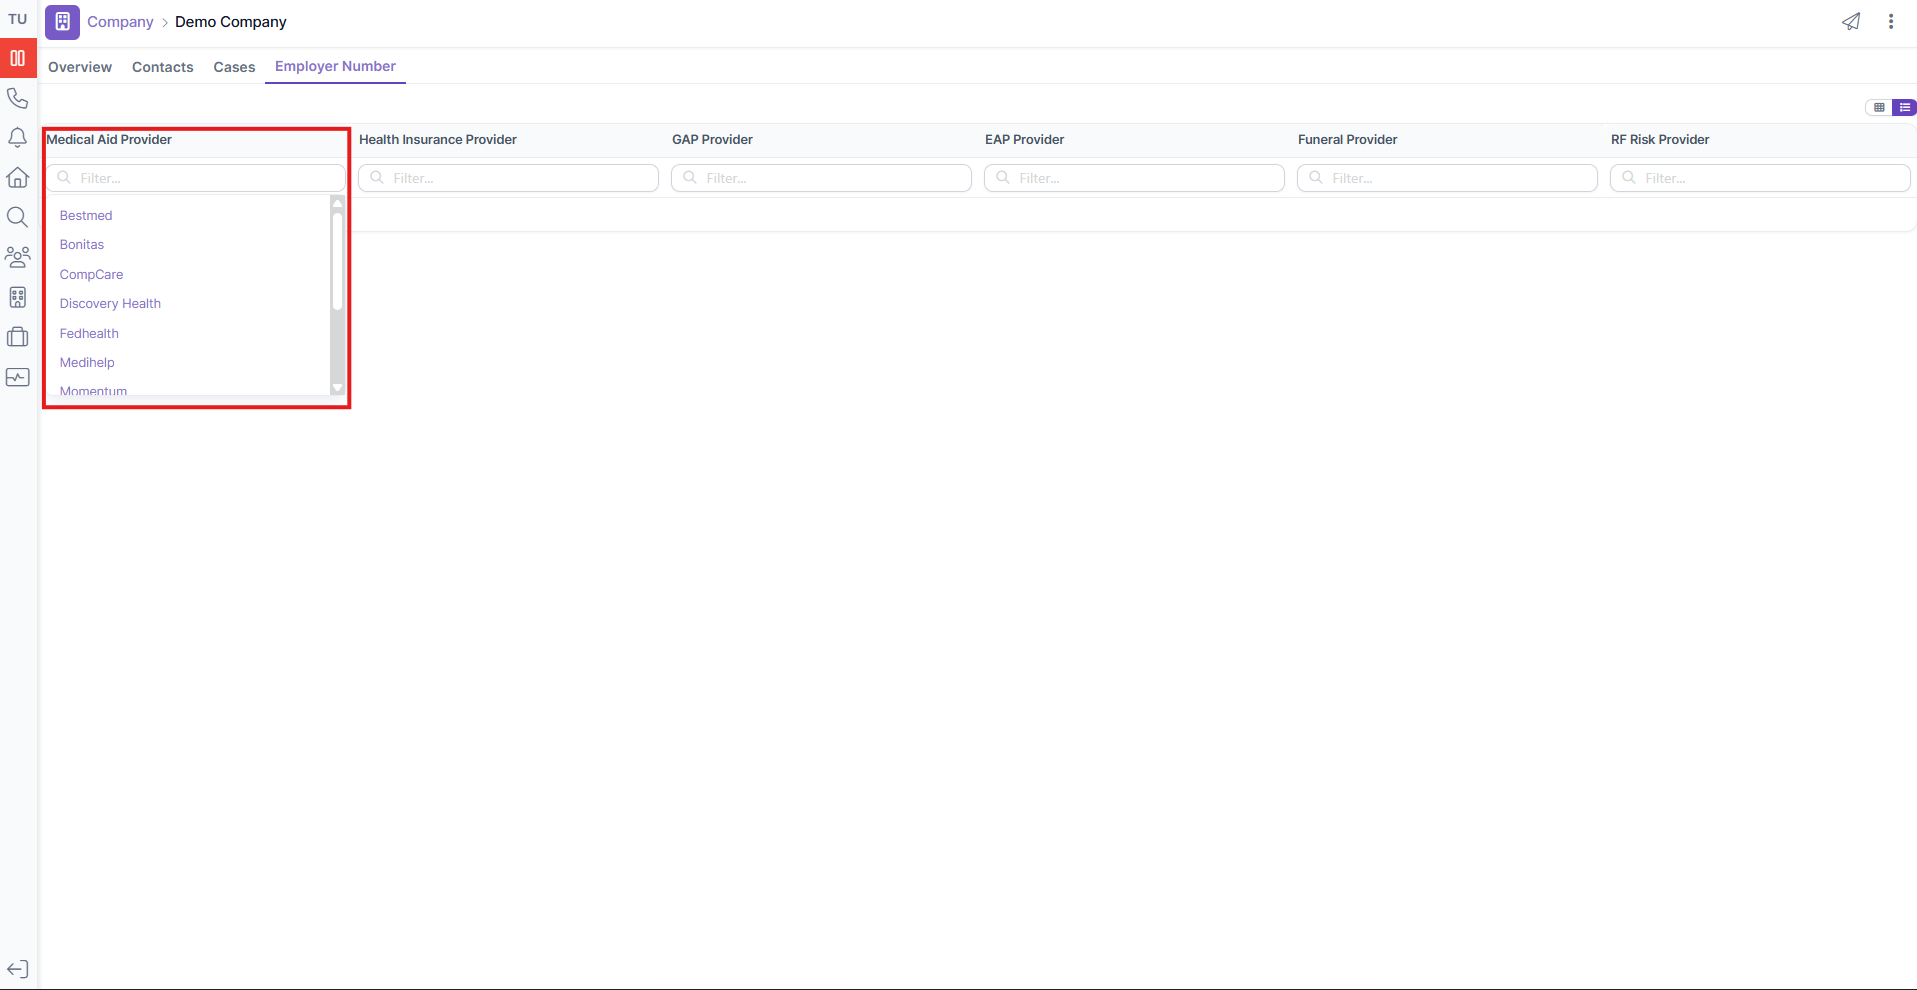 TU
Company > Demo Company
Overview Contacts Cases Employer Number
Medical Aid Provider Health Insurance Provider GAP Provider EAP Provider Funeral Provider RF Risk Provider
Filter... Filter... Filter... Filter... Filter... Filter...
Bestmed
Bonitas
CompCare
Discovery Health
Fedhealth
Medihelp
Momentum